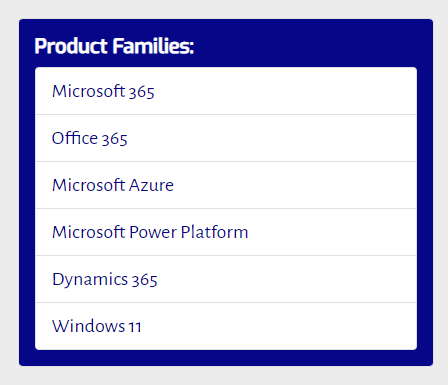 Product Families:
Microsoft 365
Office 365
Microsoft Azure
Microsoft Power Platform
Dynamics 365
Windows 11